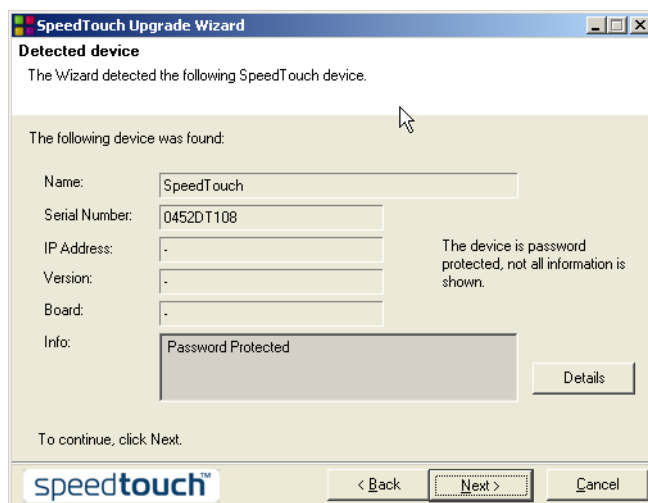 SpeedTouch Upgrade Wizard
Detected device
The Wizard detected the following SpeedTouch device.
The following device was found:
Name:
SpeedTouch
Serial Number:
0452DT108
IP Address:
-
Version:
-
Board:
-
The device is password
protected, not all information is
shown.
Info:
Password Protected
Details
To continue, click Next.
speedtouch™
< Back
Next >
Cancel